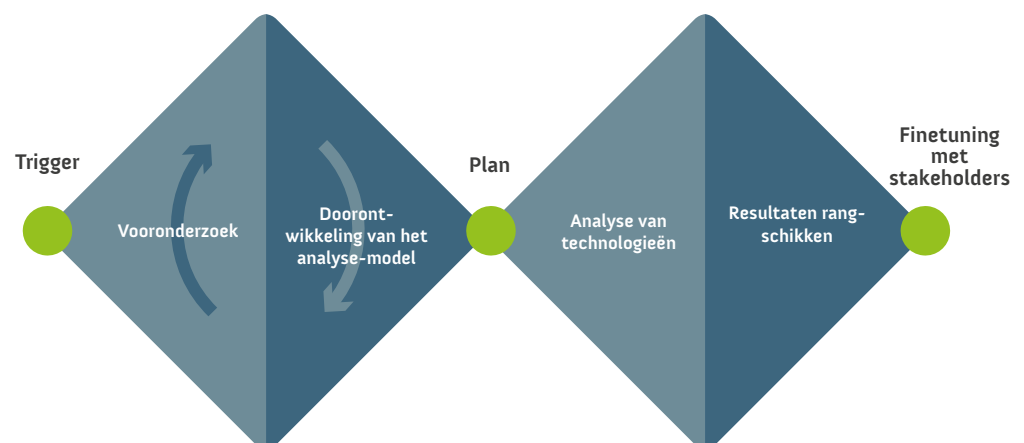 Trigger
Vooronderzoek
Dooront-
wikkeling van het
analyse-model
Plan
Analyse van
technologieën
Resultaten rang-
schikken
Finetuning
met
stakeholders